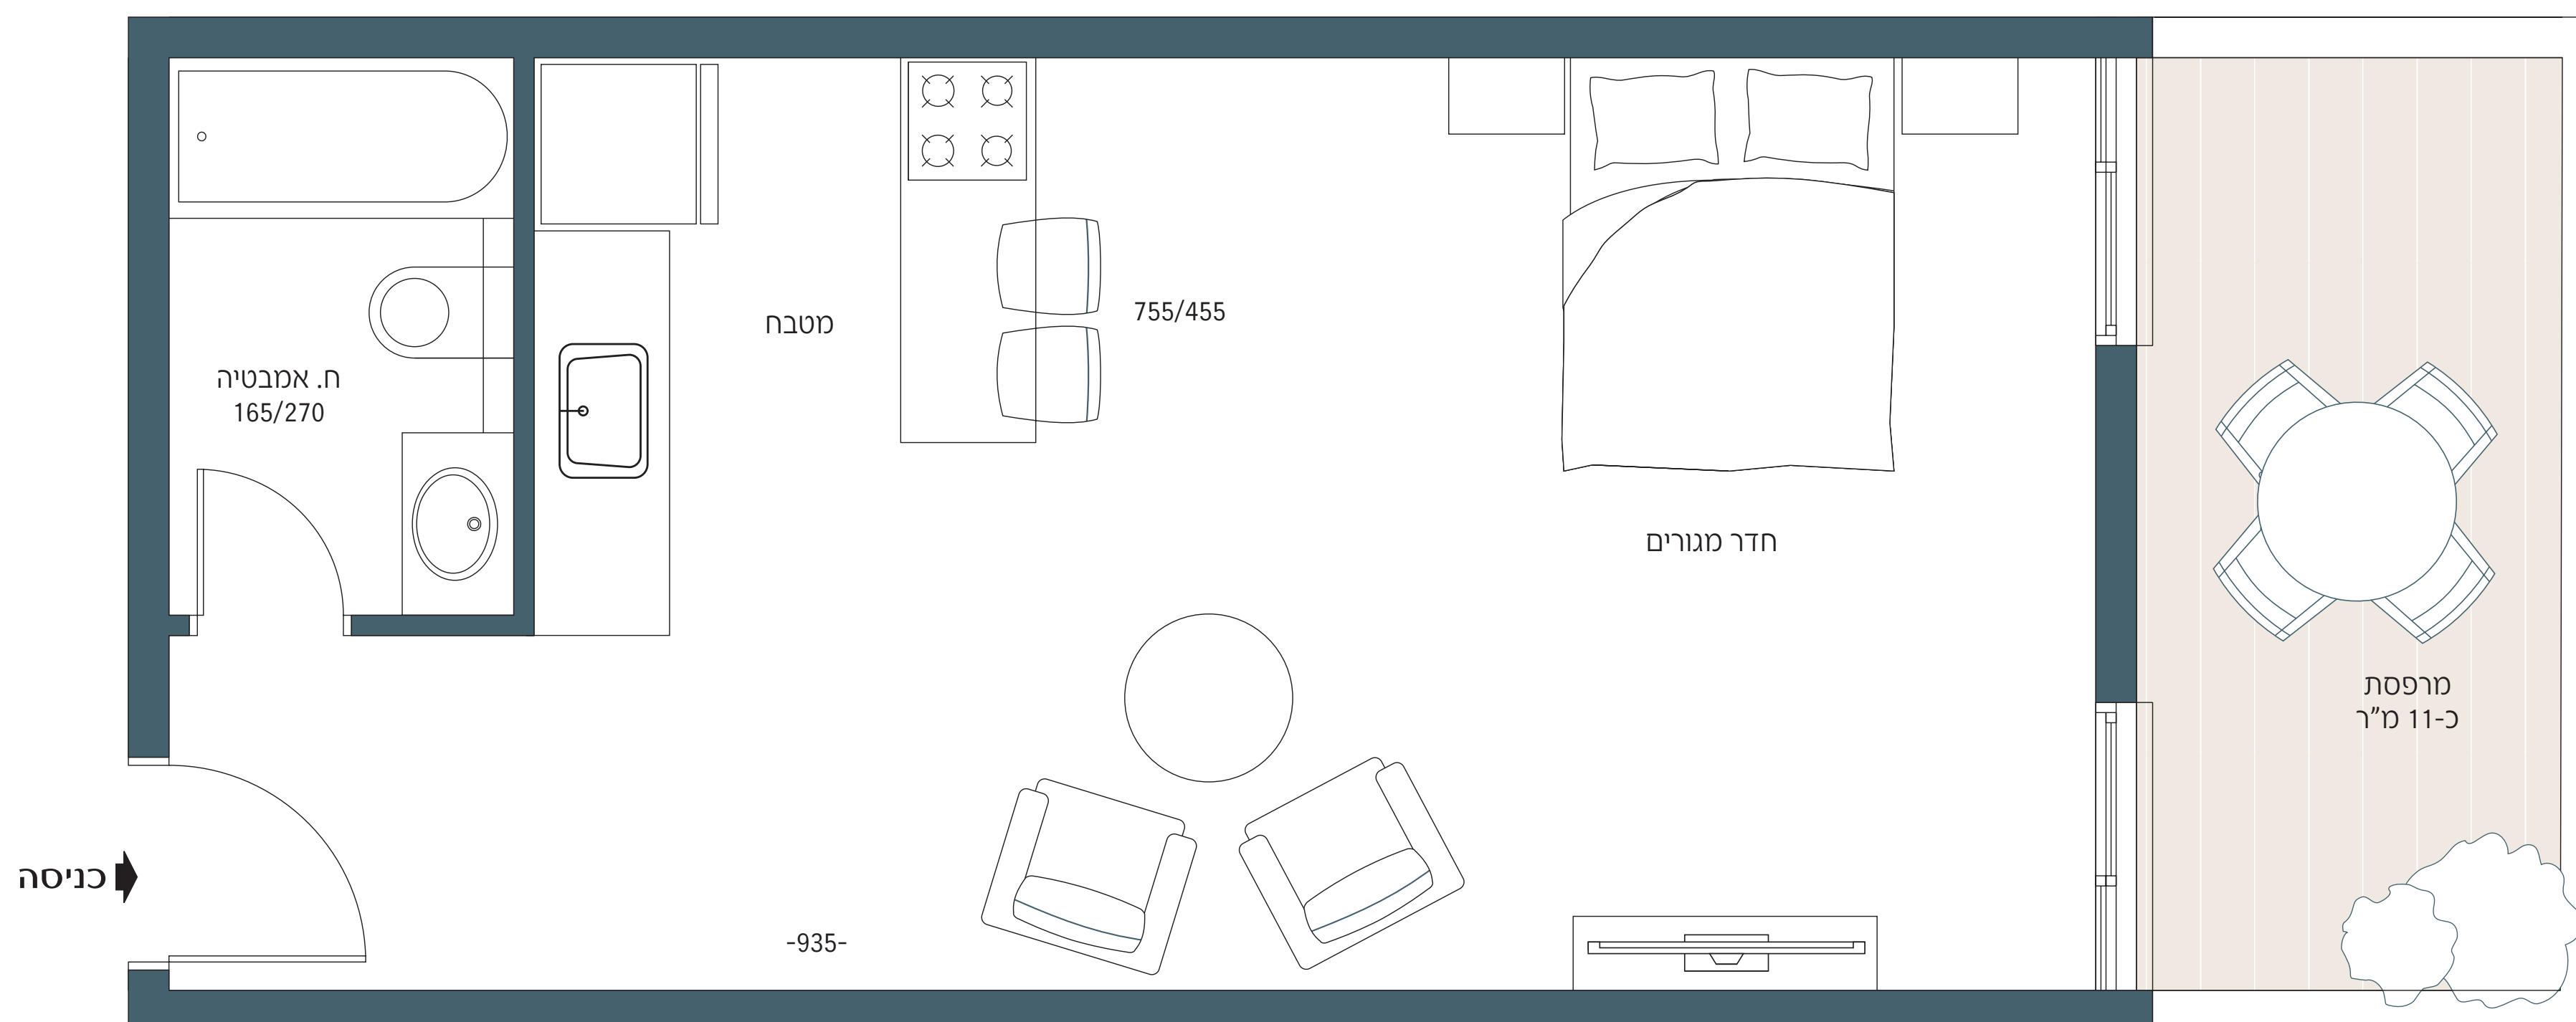 מטבח
755/455
ח. אמבטיה
165/270
חדר מגורים
מרפסת
כ-11 מ"ר
כניסה
-935-